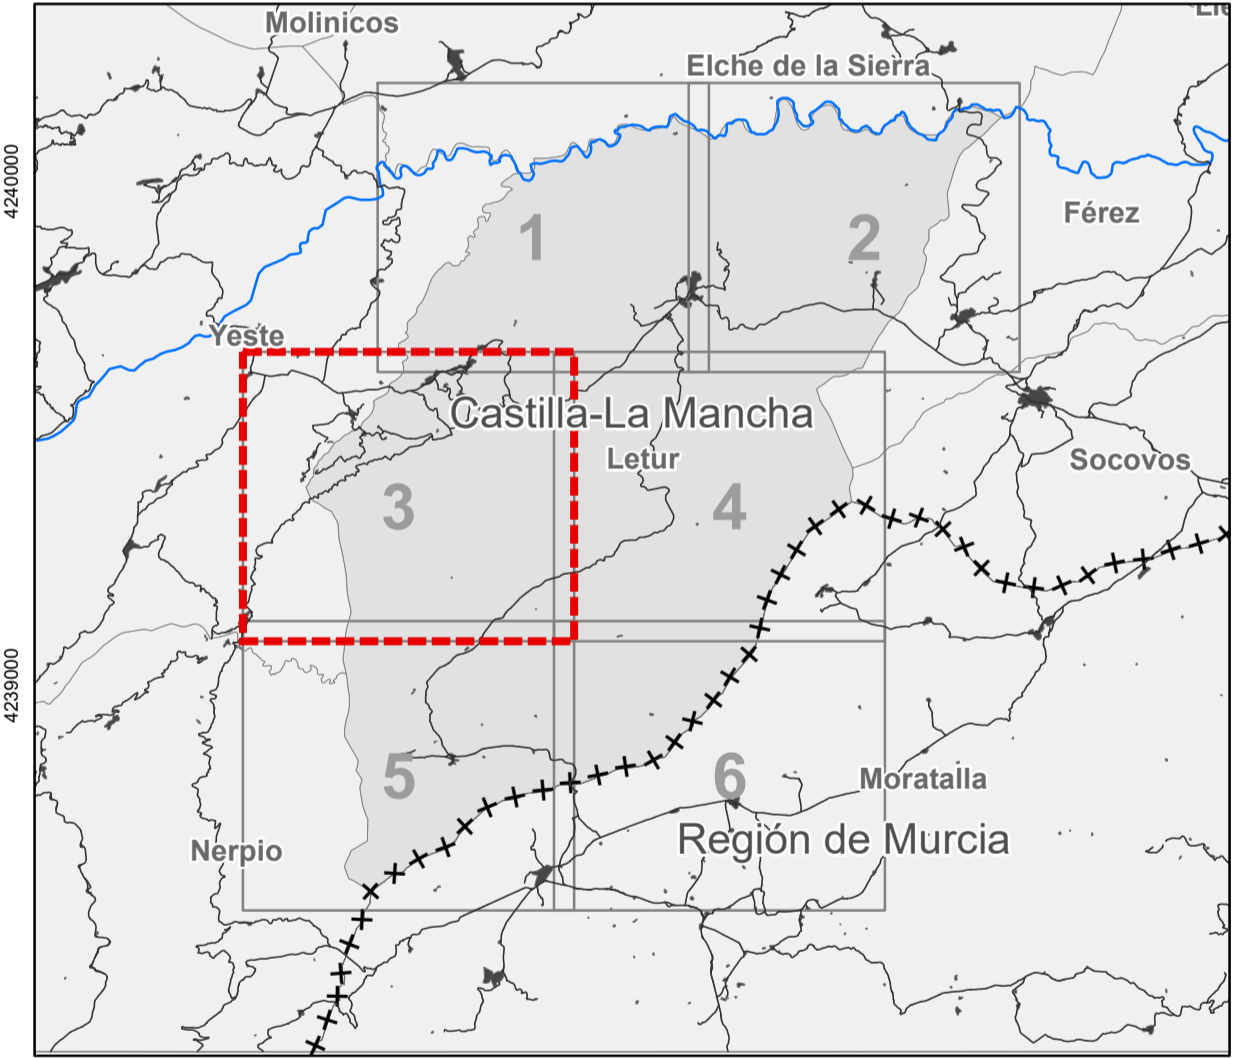 Molinicos
Elche de la Sierra
4240000
1
2
Férez
Yeste
Castilla-La Mancha
Letur
Socovos
3
4
4239000
5
6
Moratalla
Región de Murcia
Nerpio